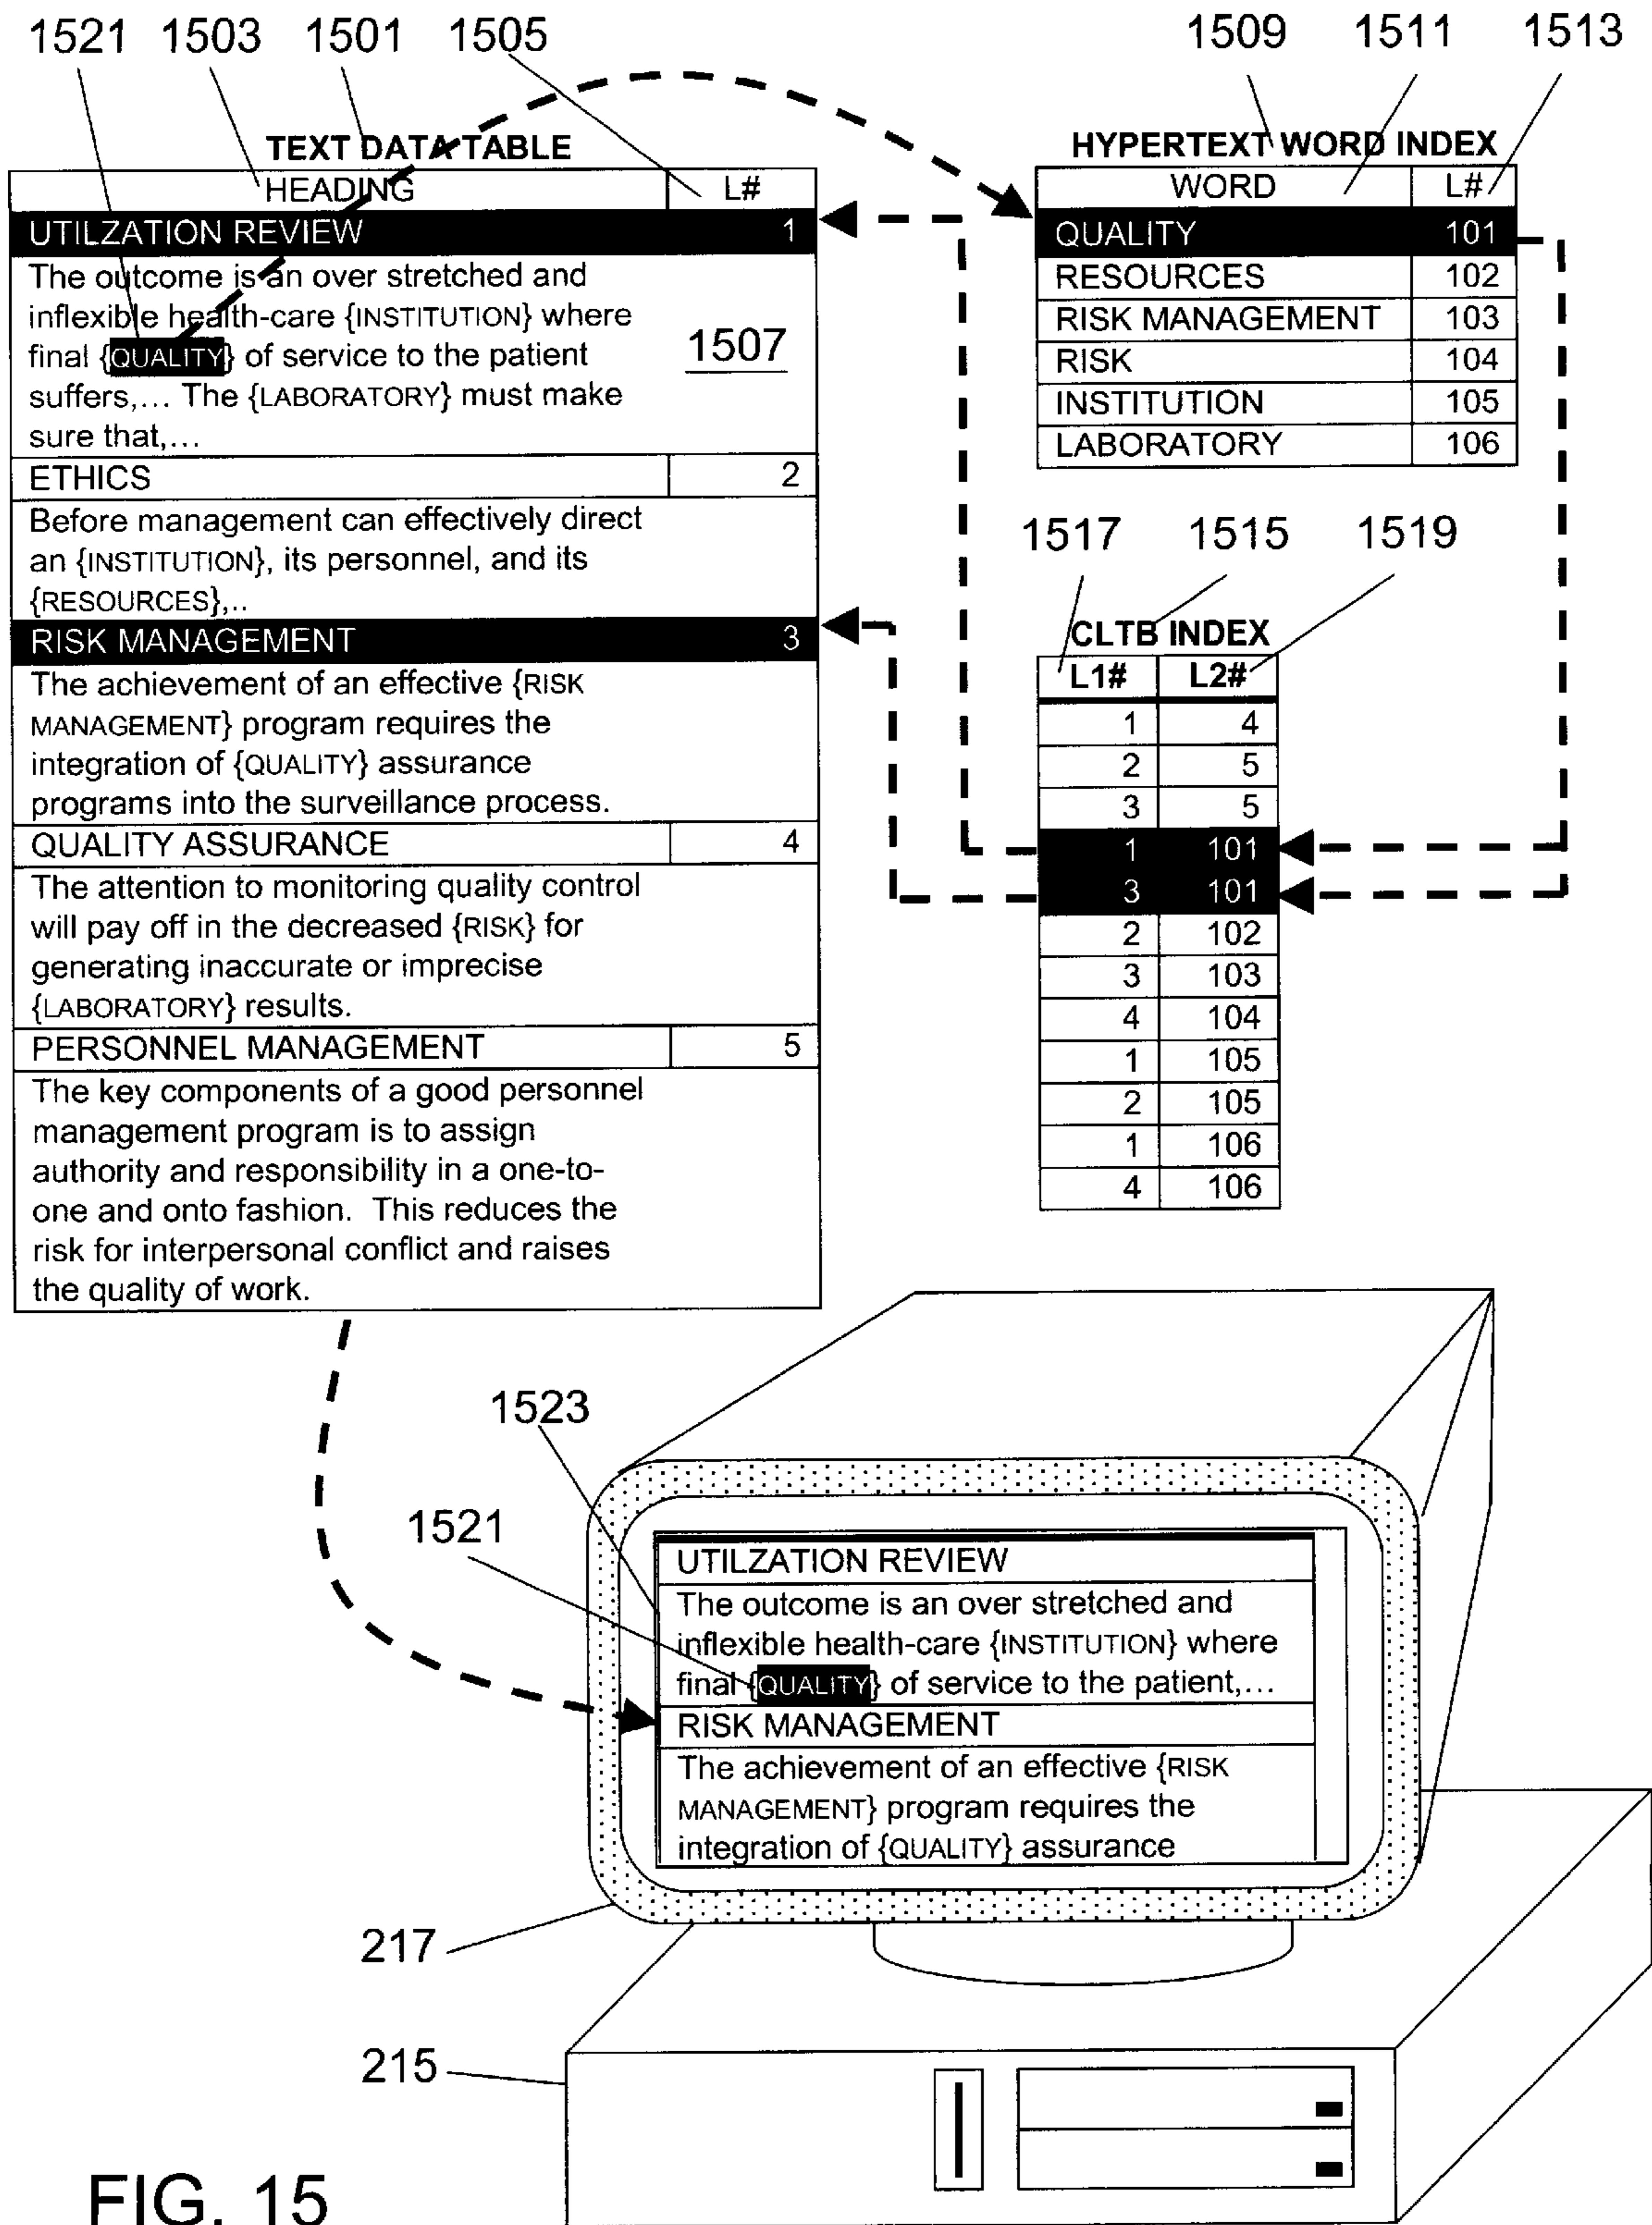 1521 1503 1501 1505
1509 1511 1513
TEXT DATA TABLE
HEADING L#
UTILZATION REVIEW 1
The outcome is an over stretched and
inflexible health-care {INSTITUTION} where
final {QUALITY} of service to the patient
suffers,... The {LABORATORY} must make
sure that,...
1507
ETHICS 2
Before management can effectively direct
an {INSTITUTION}, its personnel, and its
{RESOURCES},..
RISK MANAGEMENT 3
The achievement of an effective {RISK
MANAGEMENT} program requires the
integration of {QUALITY} assurance
programs into the surveillance process.
QUALITY ASSURANCE 4
The attention to monitoring quality control
will pay off in the decreased {RISK} for
generating inaccurate or imprecise
{LABORATORY} results.
PERSONNEL MANAGEMENT 5
The key components of a good personnel
management program is to assign
authority and responsibility in a one-to-
one and onto fashion.  This reduces the
risk for interpersonal conflict and raises
the quality of work.
HYPERTEXT WORD INDEX
WORD L#
QUALITY 101
RESOURCES 102
RISK MANAGEMENT 103
RISK 104
INSTITUTION 105
LABORATORY 106
1517 1515 1519
CLTB INDEX
L1# L2#
1 4
2 5
3 5
1 101
3 101
2 102
3 103
4 104
1 105
2 105
1 106
4 106
1523
1521
UTILZATION REVIEW
The outcome is an over stretched and
inflexible health-care {INSTITUTION} where
final {QUALITY} of service to the patient,...
RISK MANAGEMENT
The achievement of an effective {RISK
MANAGEMENT} program requires the
integration of {QUALITY} assurance
217
215
FIG. 15